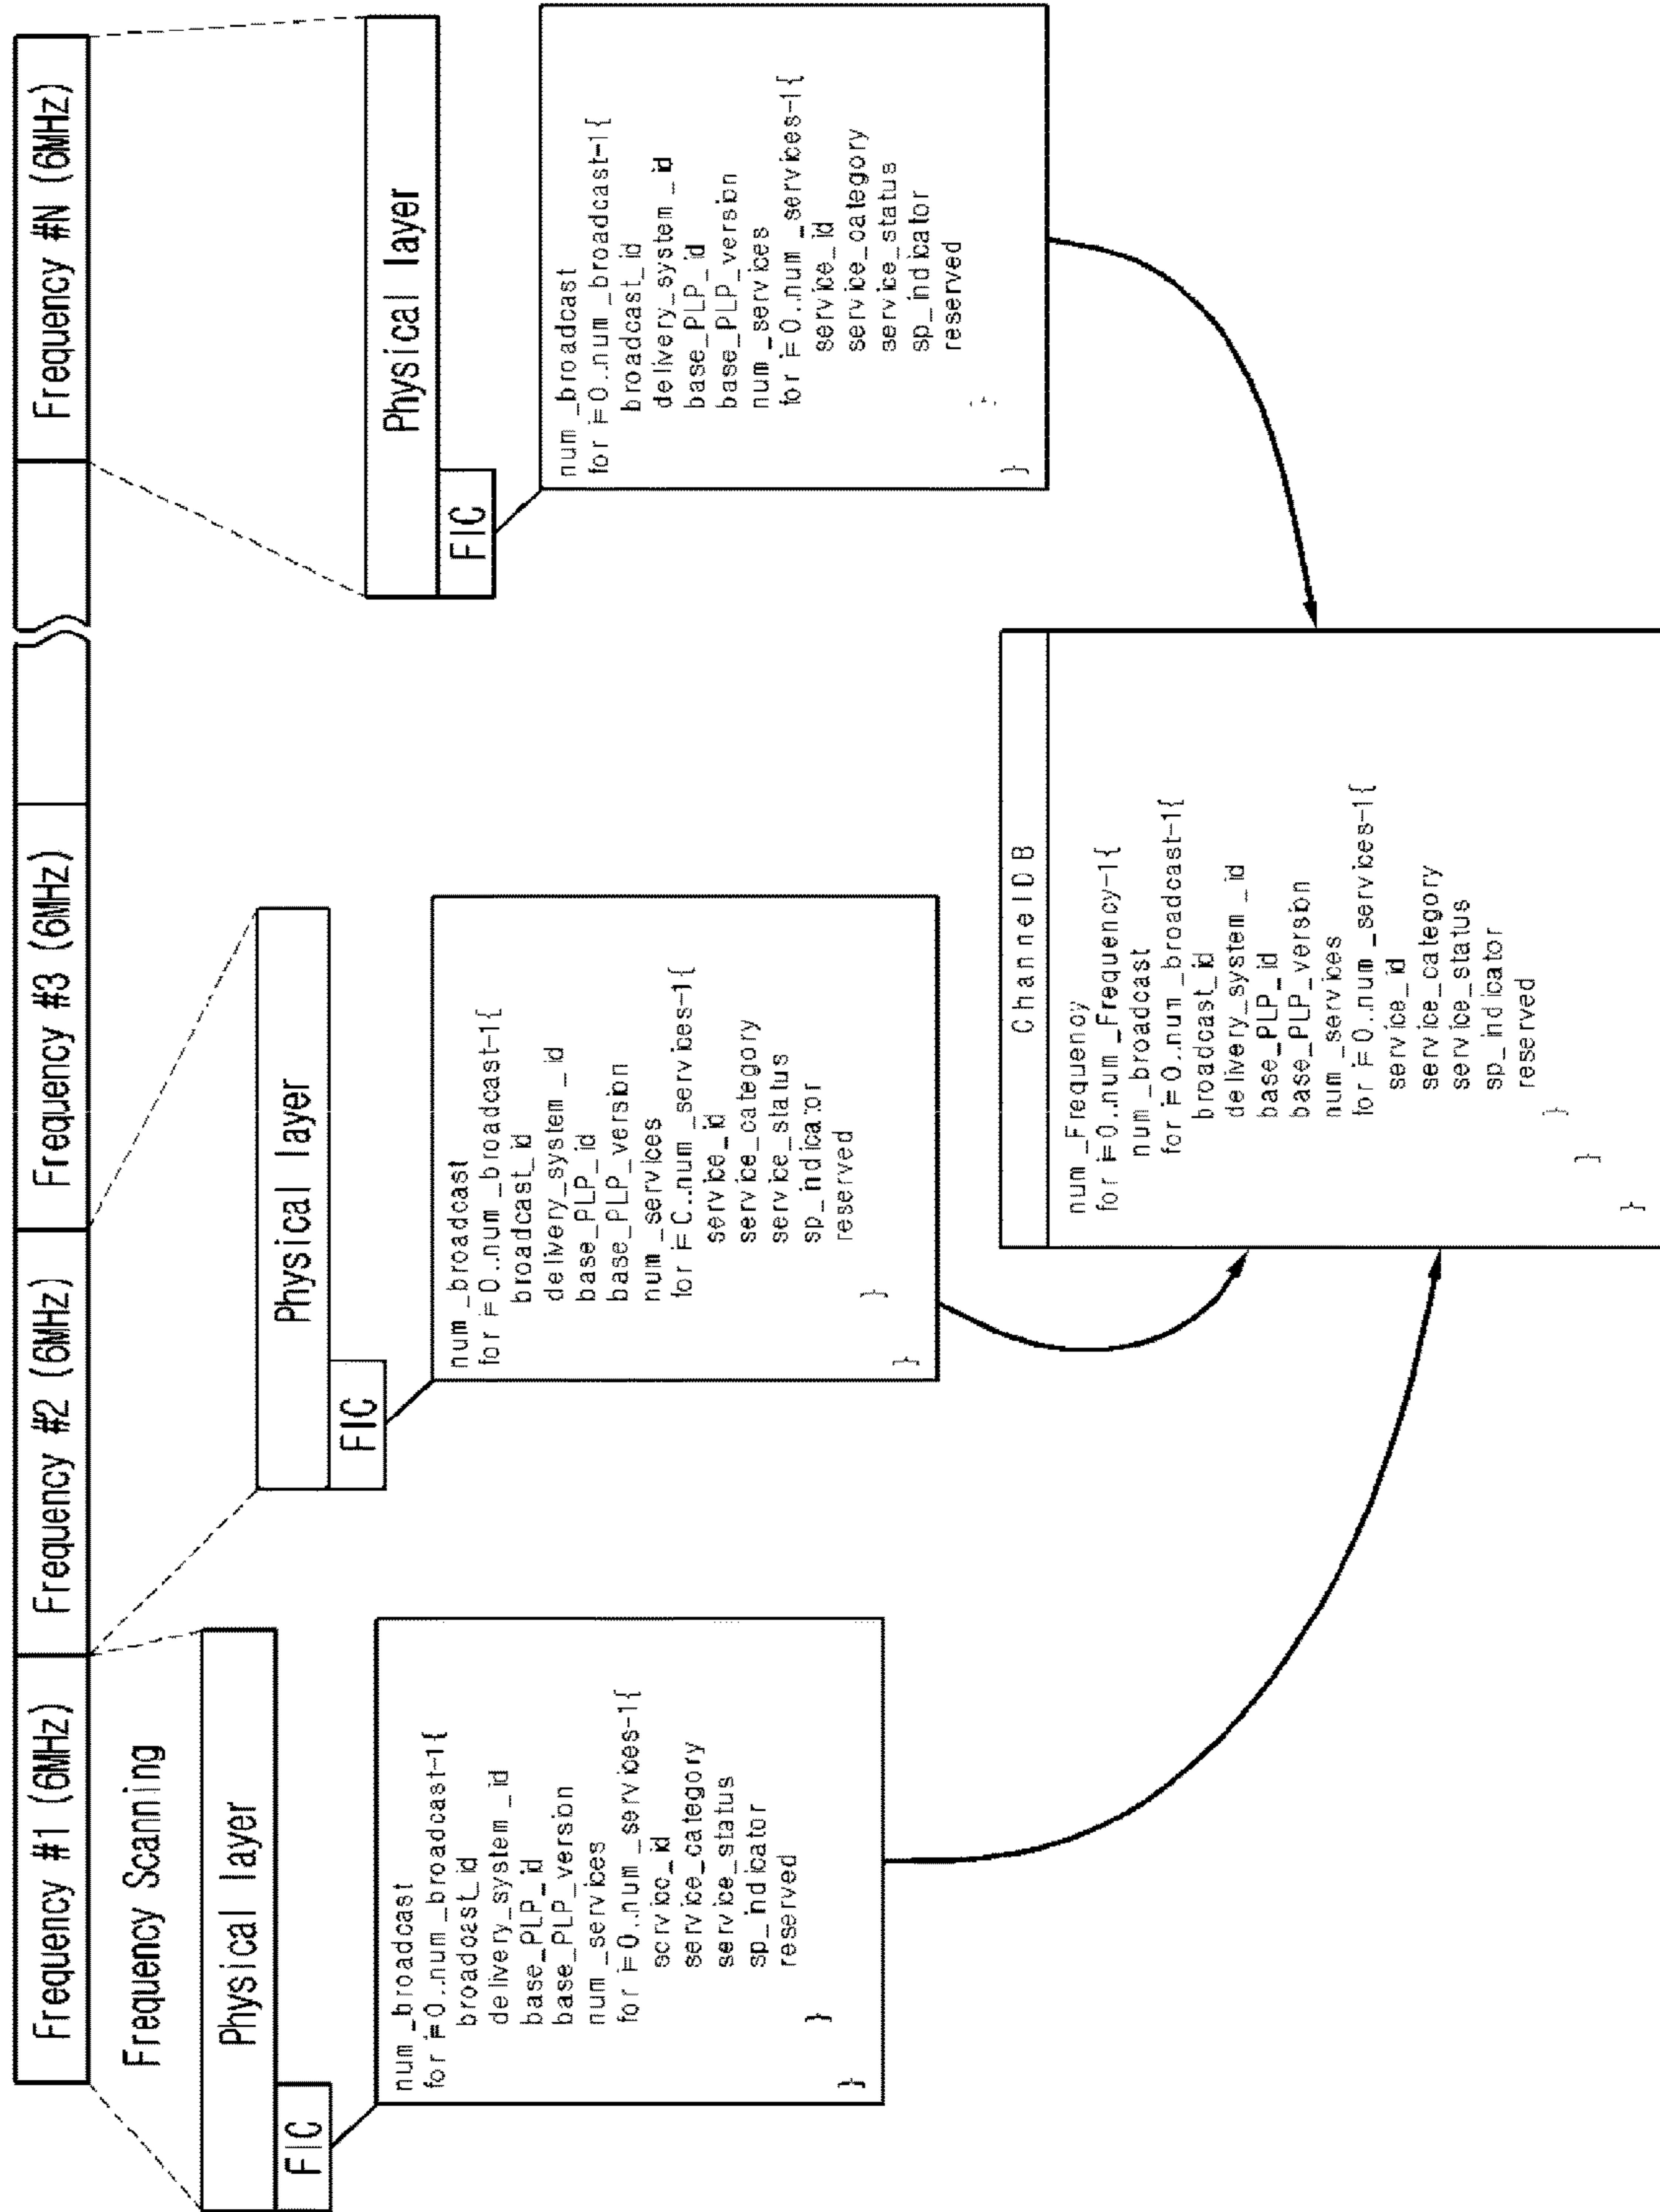 Frequency #1 (6MHz)
Frequency #2 (6MHz)
Frequency #3 (6MHz)
Frequency #N (6MHz)
Frequency Scanning
Physical layer
FIC
num_broadcast
for i=0..num_broadcast-1{
broadcast_id
delivery_system_id
base_PLP_id
base_PLP_version
num_services
for i=0..num_services-1{
service_id
service_category
service_status
sp_indicator
reserved
}
}
Physical layer
FIC
num_broadcast
for i=0..num_broadcast-1{
broadcast_id
delivery_system_id
base_PLP_id
base_PLP_version
num_services
for i=0..num_services-1{
service_id
service_category
service_status
sp_indicator
reserved
}
}
Physical layer
FIC
num_broadcast
for i=0..num_broadcast-1{
broadcast_id
delivery_system_id
base_PLP_id
base_PLP_version
num_services
for i=0..num_services-1{
service_id
service_category
service_status
sp_indicator
reserved
}
}
ChannelDB
num_Frequency
for i=0..num_Frequency-1{
num_broadcast
for i=0..num_broadcast-1{
broadcast_id
delivery_system_id
base_PLP_id
base_PLP_version
num_services
for i=0..num_services-1{
service_id
service_category
service_status
sp_indicator
reserved
}
}
}